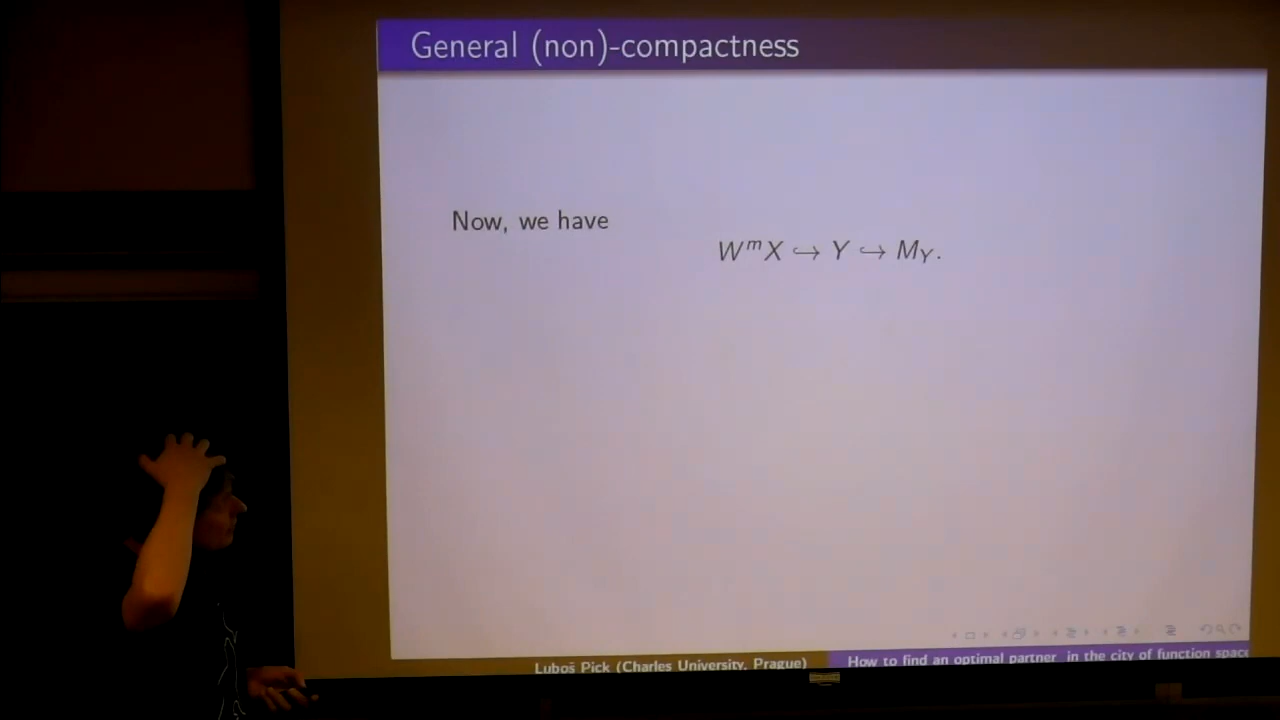 General (non)-compactness
Now, we have
WᵐX ↪ Y ↪ M_Y.
Luboš Pick (Charles University, Prague)
How to find an optimal partner in the city of function space